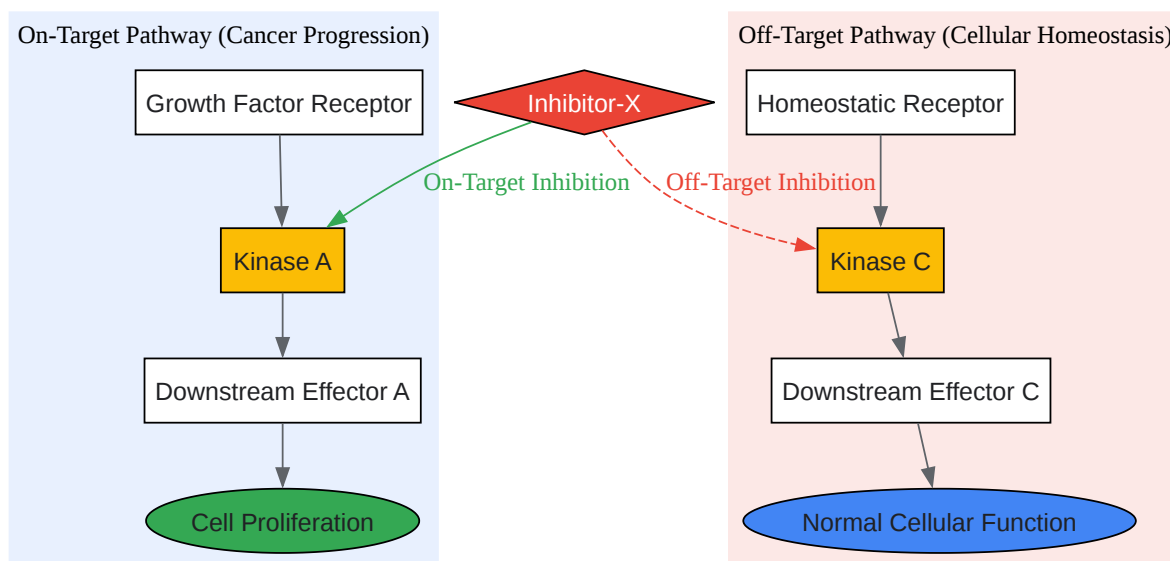 On-Target Pathway (Cancer Progression)
Off-Target Pathway (Cellular Homeostasis)
Growth Factor Receptor
Inhibitor-X
Homeostatic Receptor
On-Target Inhibition
Off-Target Inhibition
Kinase A
Kinase C
Downstream Effector A
Downstream Effector C
Cell Proliferation
Normal Cellular Function